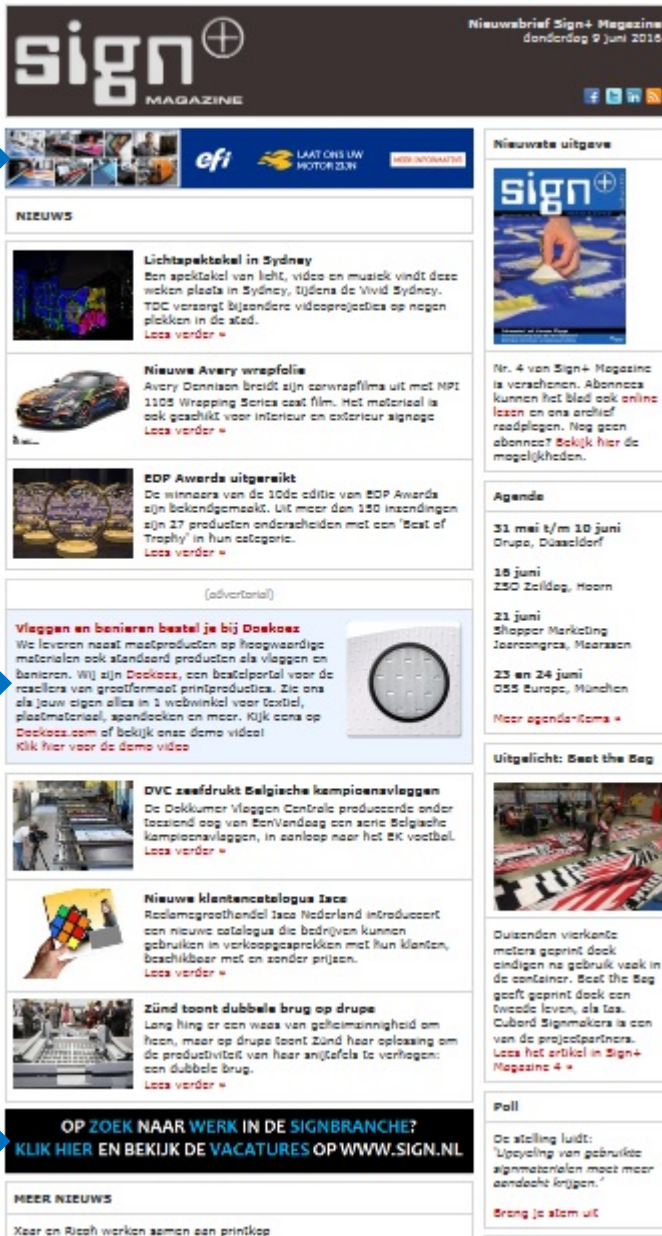 sign+
MAGAZINE
Nieuwsbrief Sign+ Magazine
donderdag 9 juni 2016
efi
LAAT ONS UW
MOTOR ZIJN
MEER INFORMATIE
NIEUWS
Lichtspektakel in Sydney
Een spektakel van licht, video en muziek vindt deze
weken plaats in Sydney, tijdens de Vivid Sydney.
TDC verzorgt bijzondere videoprojecties op negen
plekken in de stad.
Lees verder »
Nieuwe Avery wrapfolie
Avery Dennison breidt zijn carwrapfilms uit met MPI
1105 Wrapping Series cast film. Het materiaal is
ook geschikt voor interieur en exterieur signage
Lees verder »
EDP Awards uitgereikt
De winnaars van de 10de editie van EDP Awards
zijn bekendgemaakt. Uit meer dan 150 inzendingen
zijn 27 producten onderscheiden met een 'Best of
Trophy' in hun categorie.
Lees verder »
(advertorial)
Vlaggen en banieren bestel je bij Doekoez
We leveren naast maatproducten op hoogwaardige
materialen ook standaard producten als vlaggen en
banieren. Wij zijn Doekoez, een bestelportal voor de
resellers van grootformaat printproducties. Zie ons
als jouw eigen alles in 1 webwinkel voor textiel,
plaatmateriaal, spandoeken en meer. Kijk eens op
Doekoez.com of bekijk onze demo video!
Klik hier voor de demo video
DVC zeefdrukt Belgische kampioensvlaggen
De Dokkumer Vlaggen Centrale produceerde onder
toeziend oog van EenVandaag een serie Belgische
kampioensvlaggen, in aanloop naar het EK voetbal.
Lees verder »
Nieuwe klantencatalogus Isca
Reclamegroothandel Isca Nederland introduceert
een nieuwe catalogus die bedrijven kunnen
gebruiken in verkoopgesprekken met hun klanten,
beschikbaar met en zonder prijzen.
Lees verder »
Zünd toont dubbele brug op drupa
Lang hing er een waas van geheimzinnigheid om
heen, maar op drupa toont Zünd haar oplossing om
de productiviteit van haar snijtafels te verhogen:
een dubbele brug.
Lees verder »
OP ZOEK NAAR WERK IN DE SIGNBRANCHE?
KLIK HIER EN BEKIJK DE VACATURES OP WWW.SIGN.NL
MEER NIEUWS
Xaar en Ricoh werken samen aan printkop
Nieuwste uitgave
sign+
Nr. 4 van Sign+ Magazine
is verschenen. Abonnees
kunnen het blad ook online
lezen en ons archief
raadplegen. Nog geen
abonnee? Bekijk hier de
mogelijkheden.
Agenda
31 mei t/m 10 juni
Drupa, Düsseldorf
16 juni
ZSO Zeildag, Hoorn
21 juni
Shopper Marketing
Jaarcongres, Maarssen
23 en 24 juni
OSS Europe, München
Meer agenda-items »
Uitgelicht: Beat the Bag
Duizenden vierkante
meters geprint doek
eindigen na gebruik vaak in
de container. Beat the Bag
geeft geprint doek een
tweede leven, als tas.
Cubord Signmakers is een
van de projectpartners.
Lees het artikel in Sign+
Magazine 4 »
Poll
De stelling luidt:
'Upcycling van gebruikte
signmaterialen moet meer
aandacht krijgen.'
Breng je stem uit